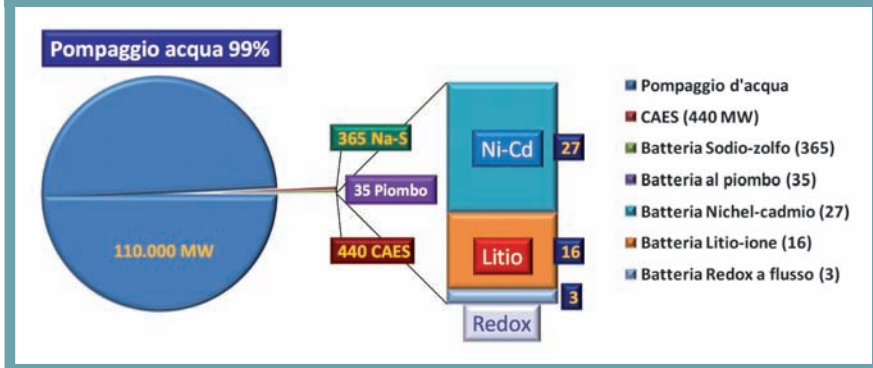 Pompaggio acqua 99%
110.000 MW
365 Na-S
35 Piombo
440 CAES
Ni-Cd
27
Litio
16
3
Redox
Pompaggio d'acqua
CAES (440 MW)
Batteria Sodio-zolfo (365)
Batteria al piombo (35)
Batteria Nichel-cadmio (27)
Batteria Litio-ione (16)
Batteria Redox a flusso (3)